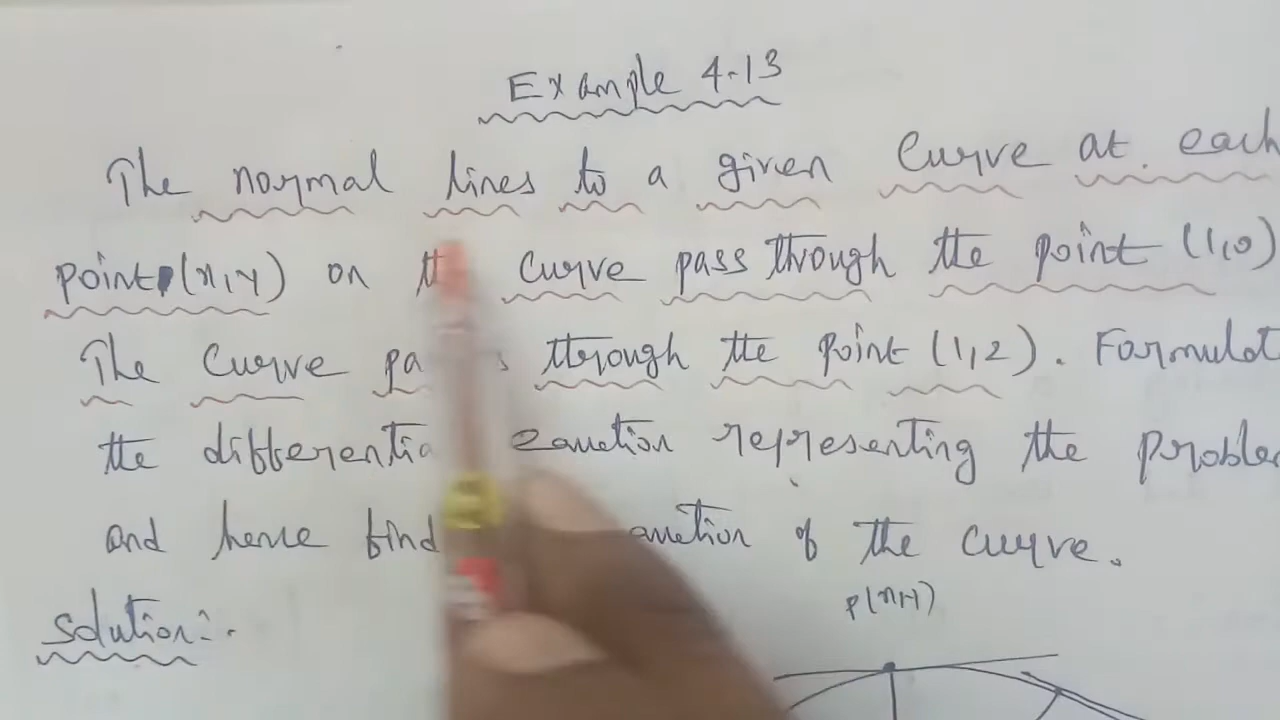 Example 4.13
The normal lines to a given curve at each
point (x,y) on the curve pass through the point (1,0)
The curve through the point (1,2). Formulat
the differentia equation representing the proble
and hence find of the curve.
Solution:-
P(x,y)